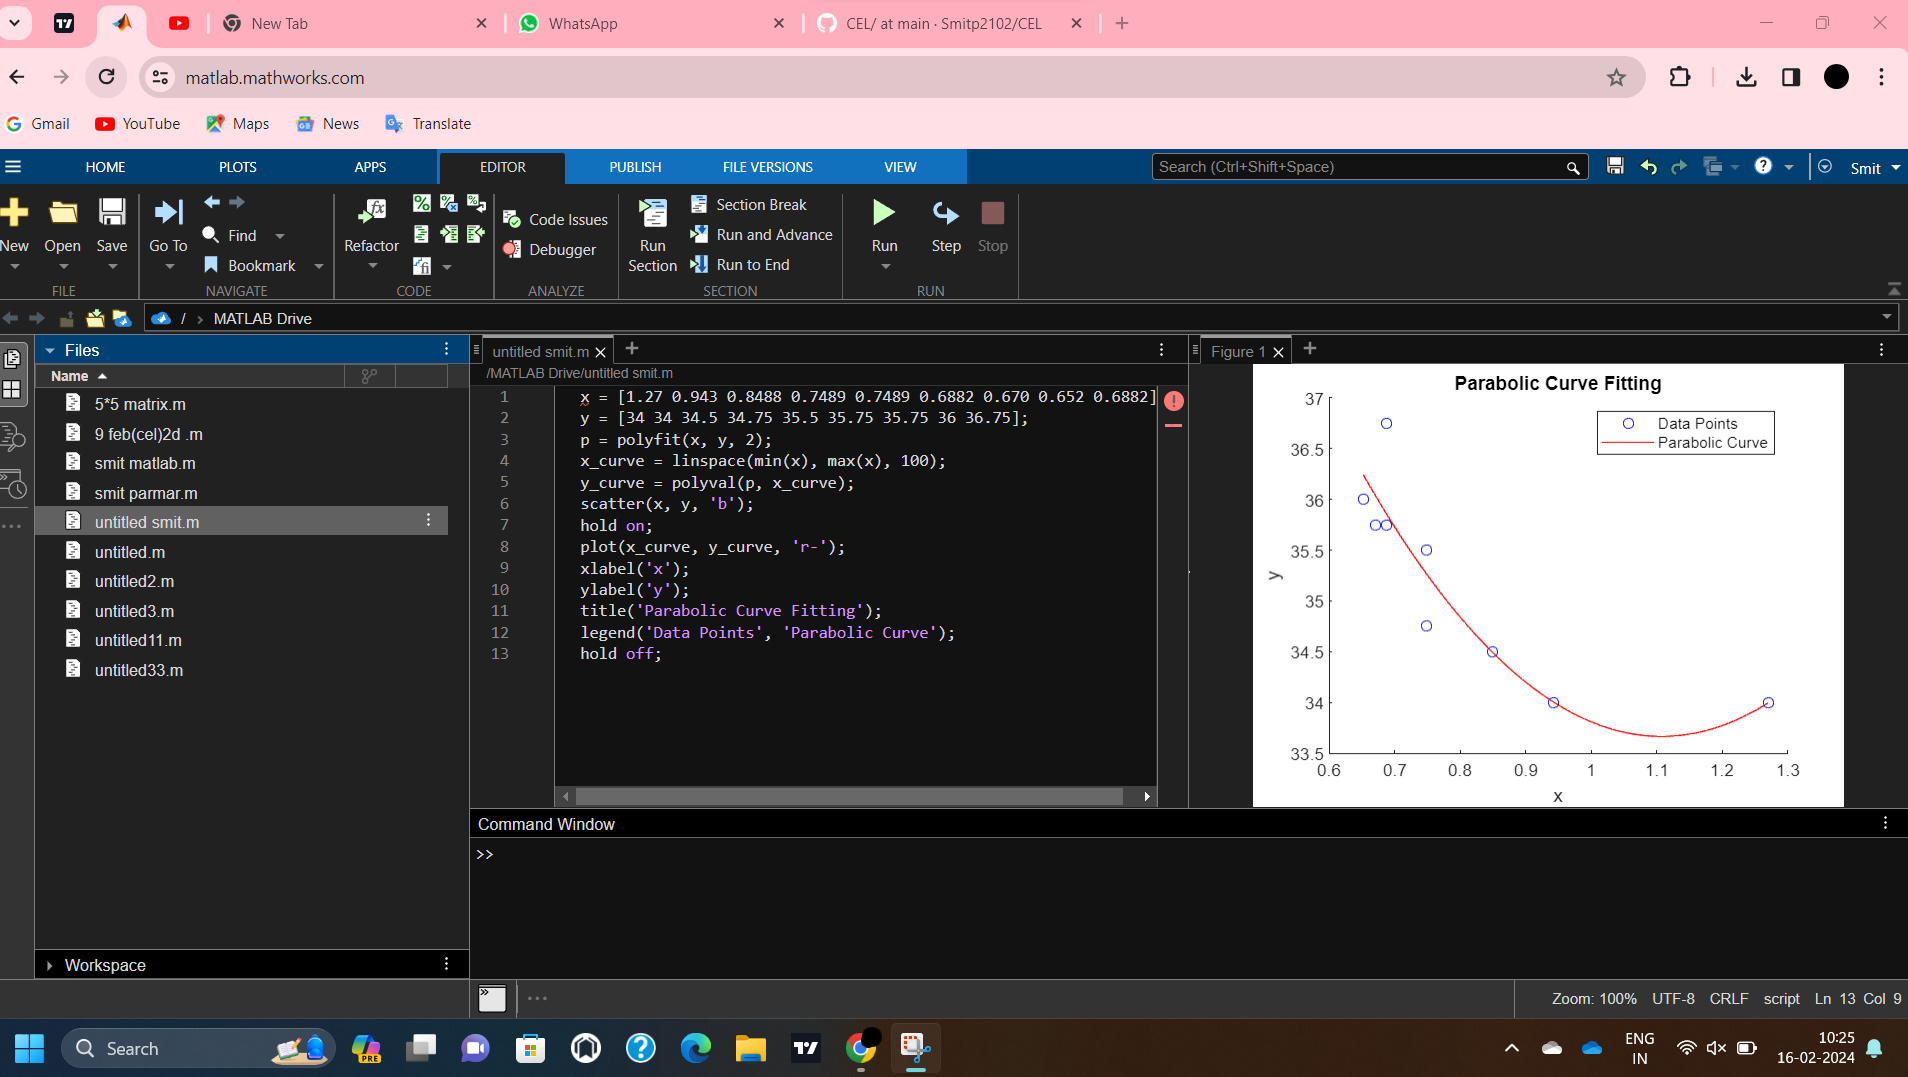 New Tab
WhatsApp
CEL/ at main · Smitp2102/CEL
matlab.mathworks.com
Gmail
YouTube
Maps
News
Translate
HOME
PLOTS
APPS
EDITOR
PUBLISH
FILE VERSIONS
VIEW
Search (Ctrl+Shift+Space)
Smit
New
Open
Save
FILE
Go To
Find
Bookmark
NAVIGATE
Refactor
CODE
Code Issues
Debugger
ANALYZE
Run
Section
Section Break
Run and Advance
Run to End
SECTION
Run
Step
Stop
RUN
/ › MATLAB Drive
Files
Name
5*5 matrix.m
9 feb(cel)2d .m
smit matlab.m
smit parmar.m
untitled smit.m
untitled.m
untitled2.m
untitled3.m
untitled11.m
untitled33.m
Workspace
untitled smit.m
/MATLAB Drive/untitled smit.m
1 x = [1.27 0.943 0.8488 0.7489 0.7489 0.6882 0.670 0.652 0.6882]
2 y = [34 34 34.5 34.75 35.5 35.75 35.75 36 36.75];
3 p = polyfit(x, y, 2);
4 x_curve = linspace(min(x), max(x), 100);
5 y_curve = polyval(p, x_curve);
6 scatter(x, y, 'b');
7 hold on;
8 plot(x_curve, y_curve, 'r-');
9 xlabel('x');
10 ylabel('y');
11 title('Parabolic Curve Fitting');
12 legend('Data Points', 'Parabolic Curve');
13 hold off;
Figure 1
Parabolic Curve Fitting
Data Points
Parabolic Curve
37
36.5
36
35.5
35
34.5
34
33.5
y
0.6 0.7 0.8 0.9 1 1.1 1.2 1.3
x
Command Window
>>
Zoom: 100% UTF-8 CRLF script Ln 13 Col 9
Search
PRE
ENG
IN
10:25
16-02-2024